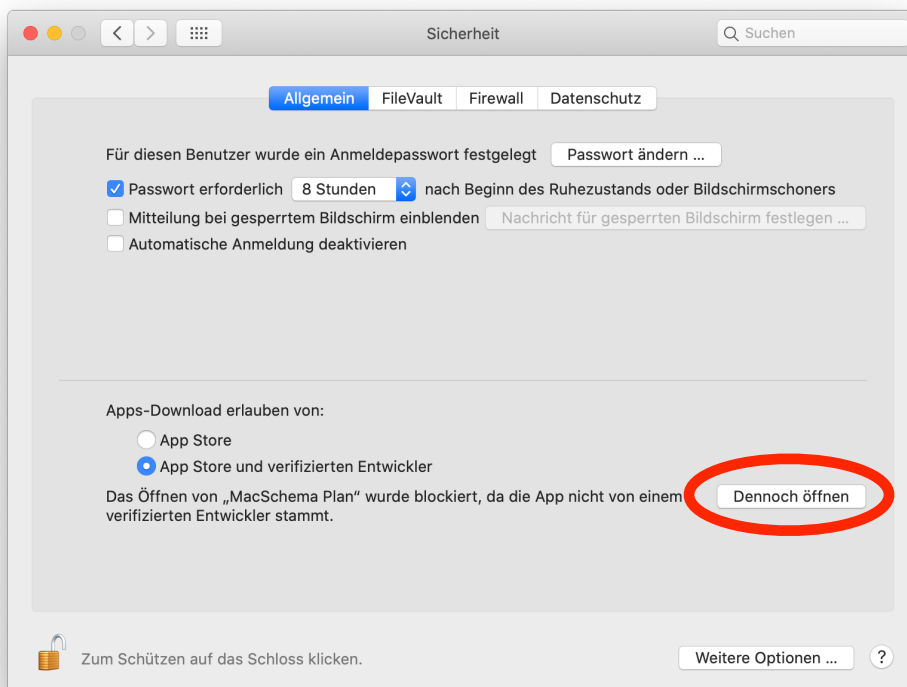 Sicherheit
Suchen
Allgemein
FileVault
Firewall
Datenschutz
Für diesen Benutzer wurde ein Anmeldepasswort festgelegt
Passwort ändern ...
Passwort erforderlich
8 Stunden
nach Beginn des Ruhezustands oder Bildschirmschoners
Mitteilung bei gesperrtem Bildschirm einblenden
Nachricht für gesperrten Bildschirm festlegen ...
Automatische Anmeldung deaktivieren
Apps-Download erlauben von:
App Store
App Store und verifizierten Entwickler
Das Öffnen von „MacSchema Plan“ wurde blockiert, da die App nicht von einem
verifizierten Entwickler stammt.
Dennoch öffnen
Zum Schützen auf das Schloss klicken.
Weitere Optionen ...
?